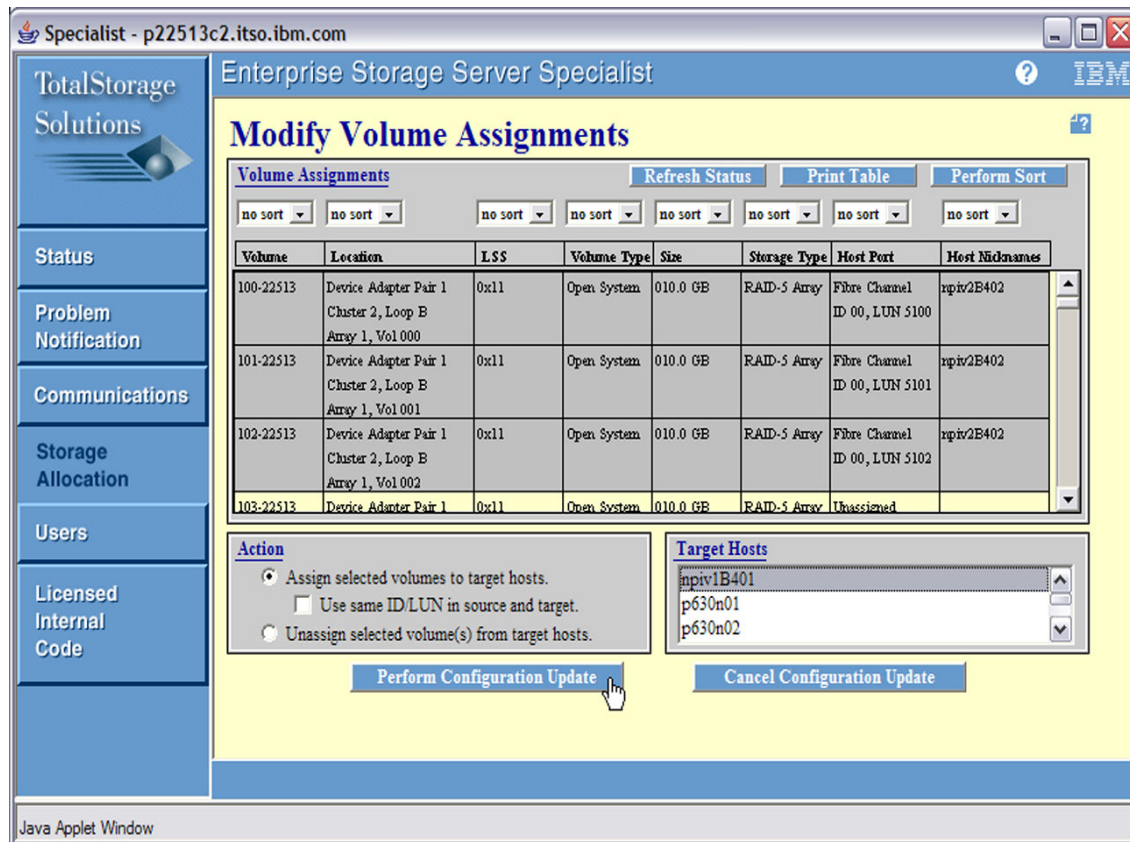 Specialist - p22513c2.itso.ibm.com
TotalStorage
Solutions
Enterprise Storage Server Specialist
?
IBM
Modify Volume Assignments
?
Volume Assignments
Refresh Status
Print Table
Perform Sort
no sort no sort no sort no sort no sort no sort no sort no sort
Volume Location LSS Volume Type Size Storage Type Host Port Host Nicknames
100-22513 Device Adapter Pair 1 0x11 Open System 010.0 GB RAID-5 Array Fibre Channel npiv2B402
Cluster 2, Loop B ID 00, LUN 5100
Array 1, Vol 000
101-22513 Device Adapter Pair 1 0x11 Open System 010.0 GB RAID-5 Array Fibre Channel npiv2B402
Cluster 2, Loop B ID 00, LUN 5101
Array 1, Vol 001
102-22513 Device Adapter Pair 1 0x11 Open System 010.0 GB RAID-5 Array Fibre Channel npiv2B402
Cluster 2, Loop B ID 00, LUN 5102
Array 1, Vol 002
103-22513 Device Adapter Pair 1 0x11 Open System 010.0 GB RAID-5 Array Unassigned
Status
Problem
Notification
Communications
Storage
Allocation
Users
Licensed
Internal
Code
Action
Assign selected volumes to target hosts.
Use same ID/LUN in source and target.
Unassign selected volume(s) from target hosts.
Target Hosts
npiv1B401
p630n01
p630n02
Perform Configuration Update
Cancel Configuration Update
Java Applet Window